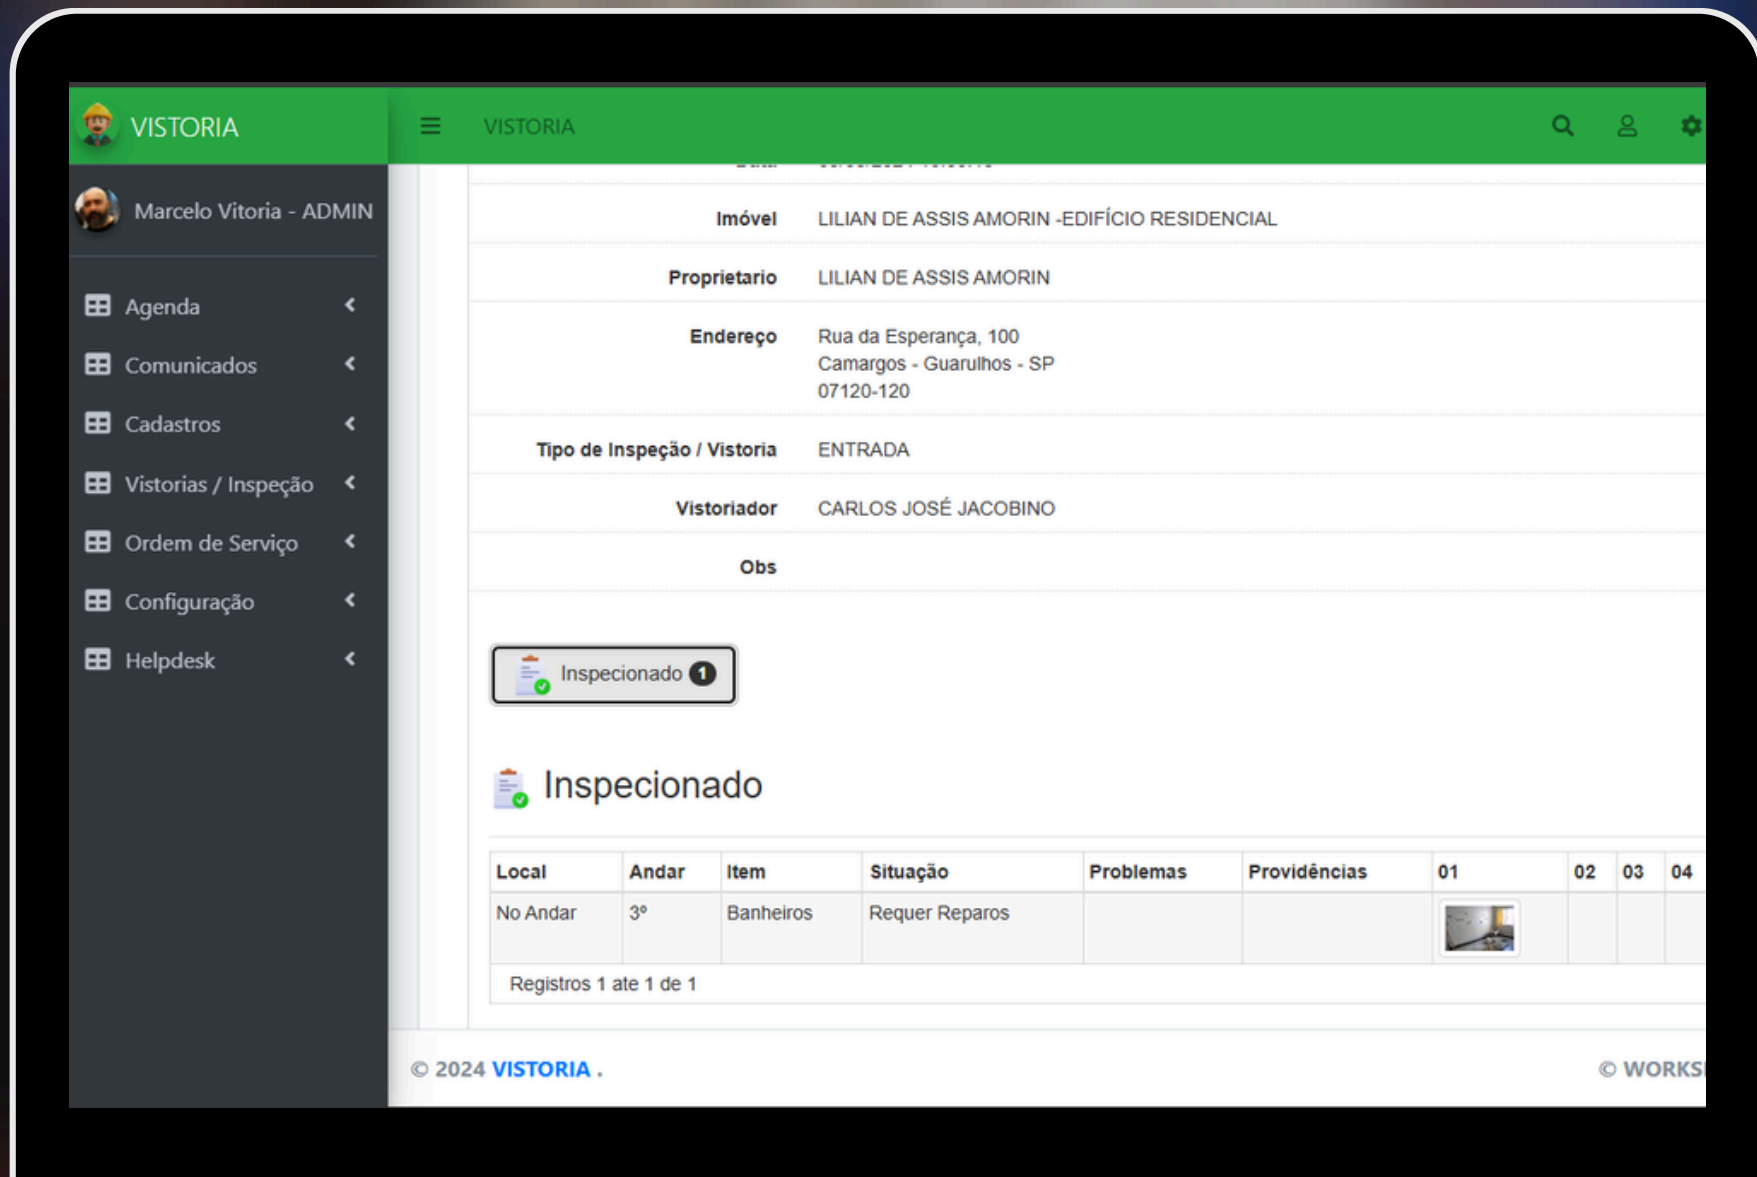 VISTORIA
VISTORIA
Marcelo Vitoria - ADMIN
Agenda
Comunicados
Cadastros
Vistorias / Inspeção
Ordem de Serviço
Configuração
Helpdesk
Imóvel LILIAN DE ASSIS AMORIN -EDIFÍCIO RESIDENCIAL
Proprietario LILIAN DE ASSIS AMORIN
Endereço Rua da Esperança, 100
Camargos - Guarulhos - SP
07120-120
Tipo de Inspeção / Vistoria ENTRADA
Vistoriador CARLOS JOSÉ JACOBINO
Obs
Inspecionado 1
Inspecionado
Local Andar Item Situação Problemas Providências 01 02 03 04
No Andar 3º Banheiros Requer Reparos
Registros 1 ate 1 de 1
© 2024 VISTORIA .
©